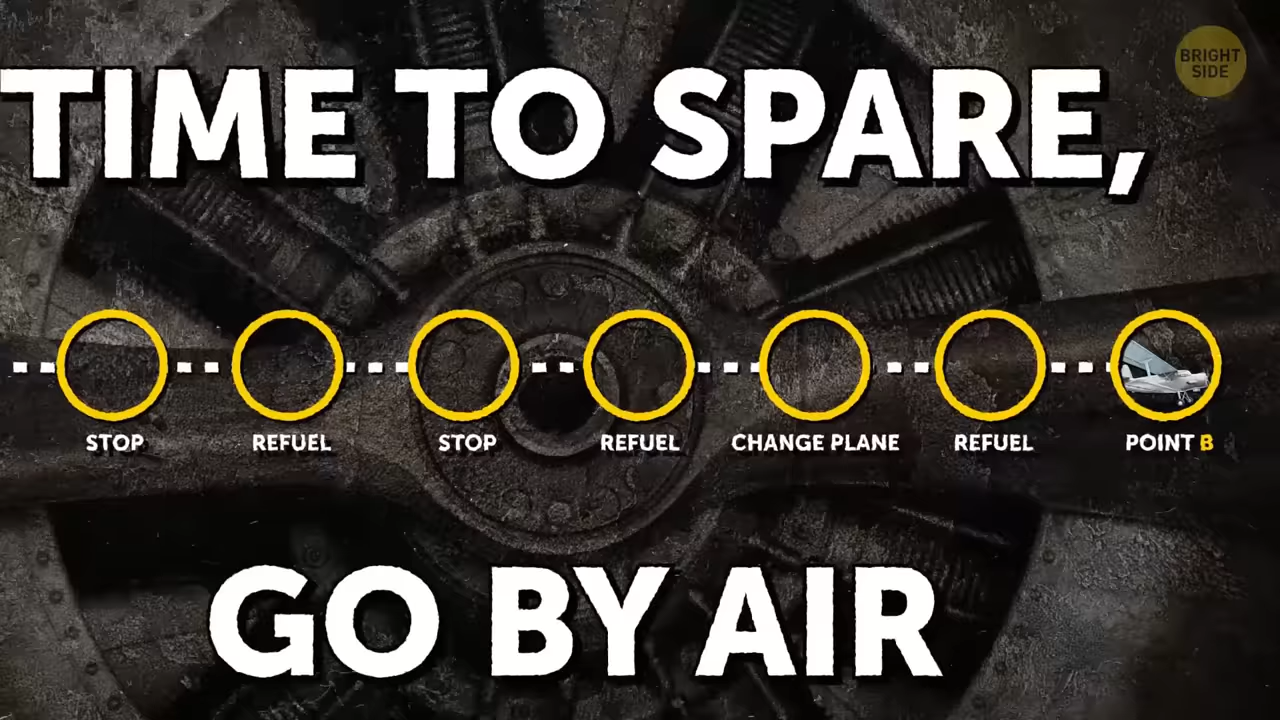 BRIGHT
SIDE
TIME TO SPARE,
STOP REFUEL STOP REFUEL CHANGE PLANE REFUEL POINT B
GO BY AIR